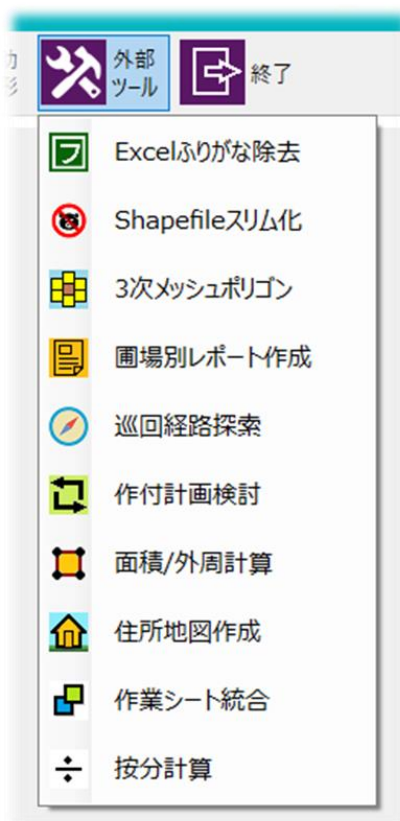 外部
ツール
終了
Excelふりがな除去
Shapefileスリム化
3次メッシュポリゴン
圃場別レポート作成
巡回経路探索
作付計画検討
面積/外周計算
住所地図作成
作業シート統合
按分計算